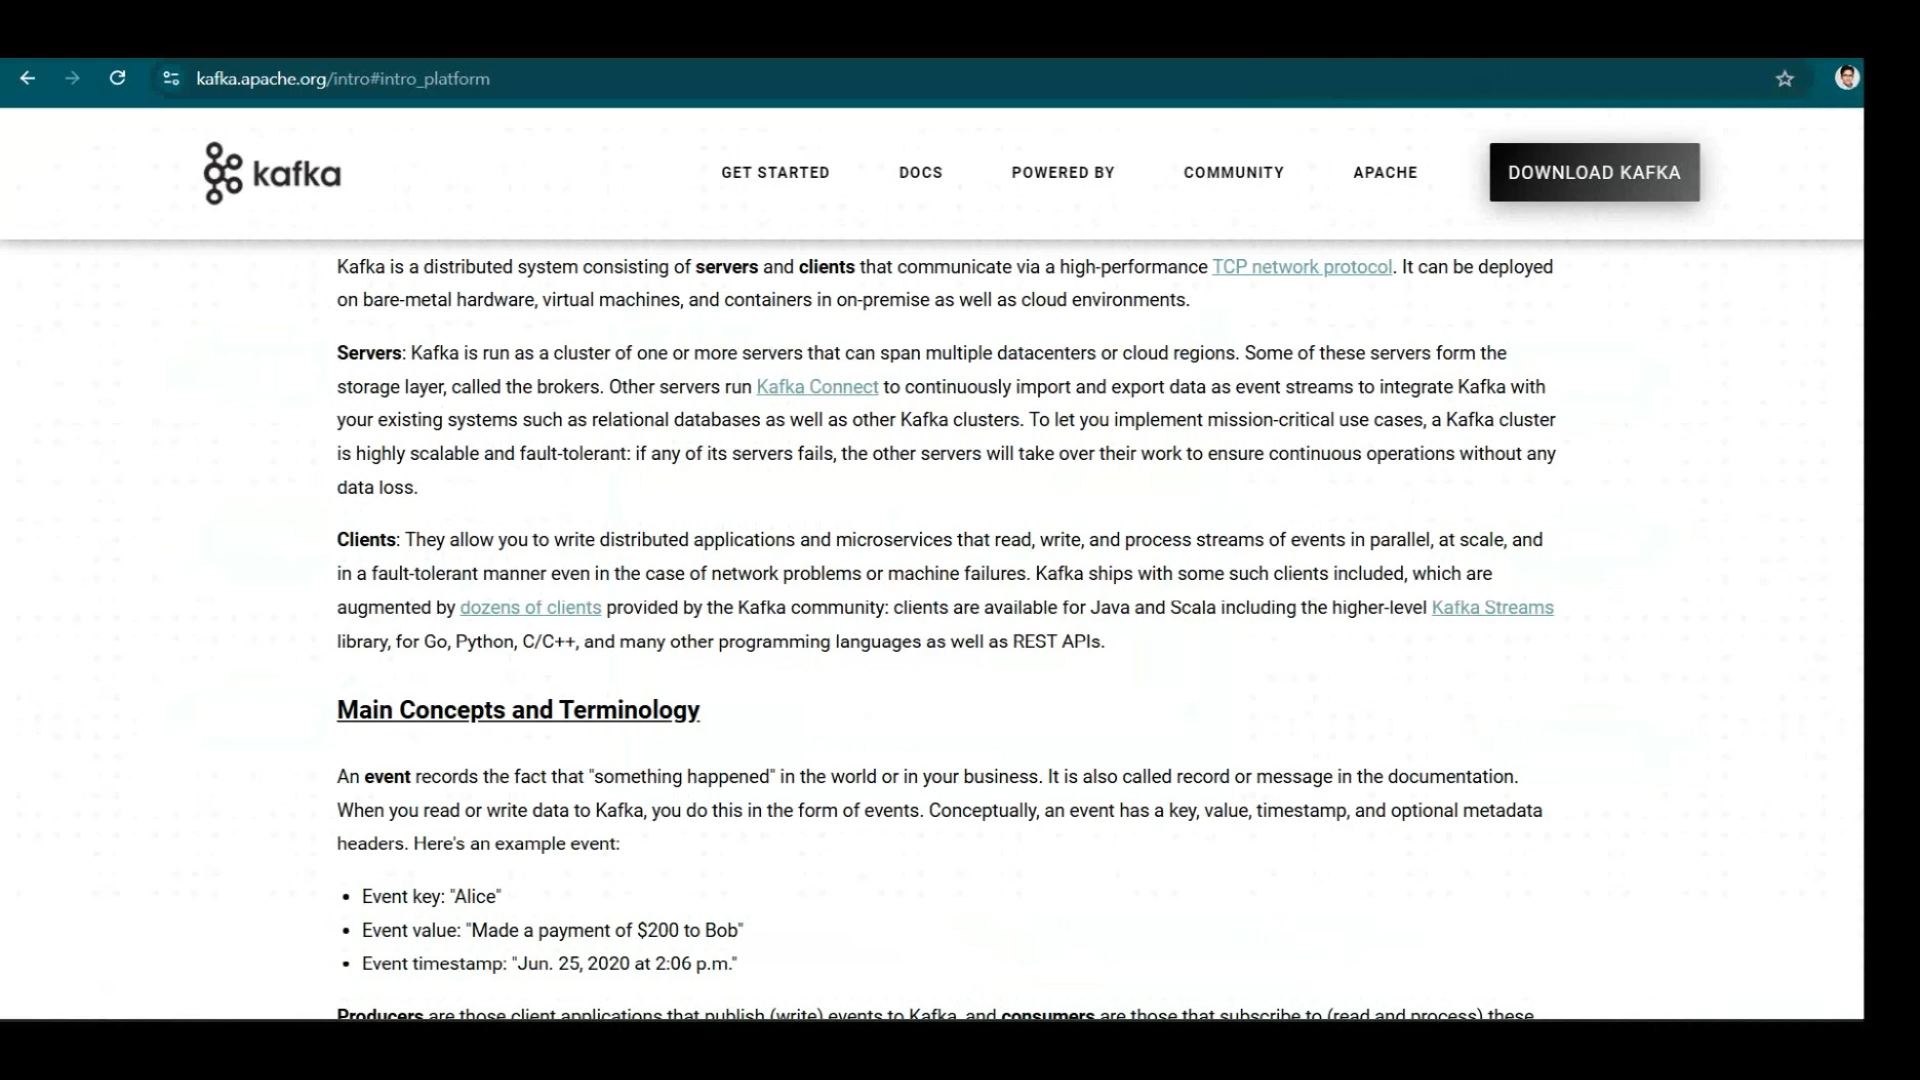 kafka.apache.org/intro#intro_platform
kafka
GET STARTED
DOCS
POWERED BY
COMMUNITY
APACHE
DOWNLOAD KAFKA
Kafka is a distributed system consisting of servers and clients that communicate via a high-performance TCP network protocol. It can be deployed
on bare-metal hardware, virtual machines, and containers in on-premise as well as cloud environments.
Servers: Kafka is run as a cluster of one or more servers that can span multiple datacenters or cloud regions. Some of these servers form the
storage layer, called the brokers. Other servers run Kafka Connect to continuously import and export data as event streams to integrate Kafka with
your existing systems such as relational databases as well as other Kafka clusters. To let you implement mission-critical use cases, a Kafka cluster
is highly scalable and fault-tolerant: if any of its servers fails, the other servers will take over their work to ensure continuous operations without any
data loss.
Clients: They allow you to write distributed applications and microservices that read, write, and process streams of events in parallel, at scale, and
in a fault-tolerant manner even in the case of network problems or machine failures. Kafka ships with some such clients included, which are
augmented by dozens of clients provided by the Kafka community: clients are available for Java and Scala including the higher-level Kafka Streams
library, for Go, Python, C/C++, and many other programming languages as well as REST APIs.
Main Concepts and Terminology
An event records the fact that "something happened" in the world or in your business. It is also called record or message in the documentation.
When you read or write data to Kafka, you do this in the form of events. Conceptually, an event has a key, value, timestamp, and optional metadata
headers. Here's an example event:
• Event key: "Alice"
• Event value: "Made a payment of $200 to Bob"
• Event timestamp: "Jun. 25, 2020 at 2:06 p.m."
Producers are those client applications that publish (write) events to Kafka, and consumers are those that subscribe to (read and process) these